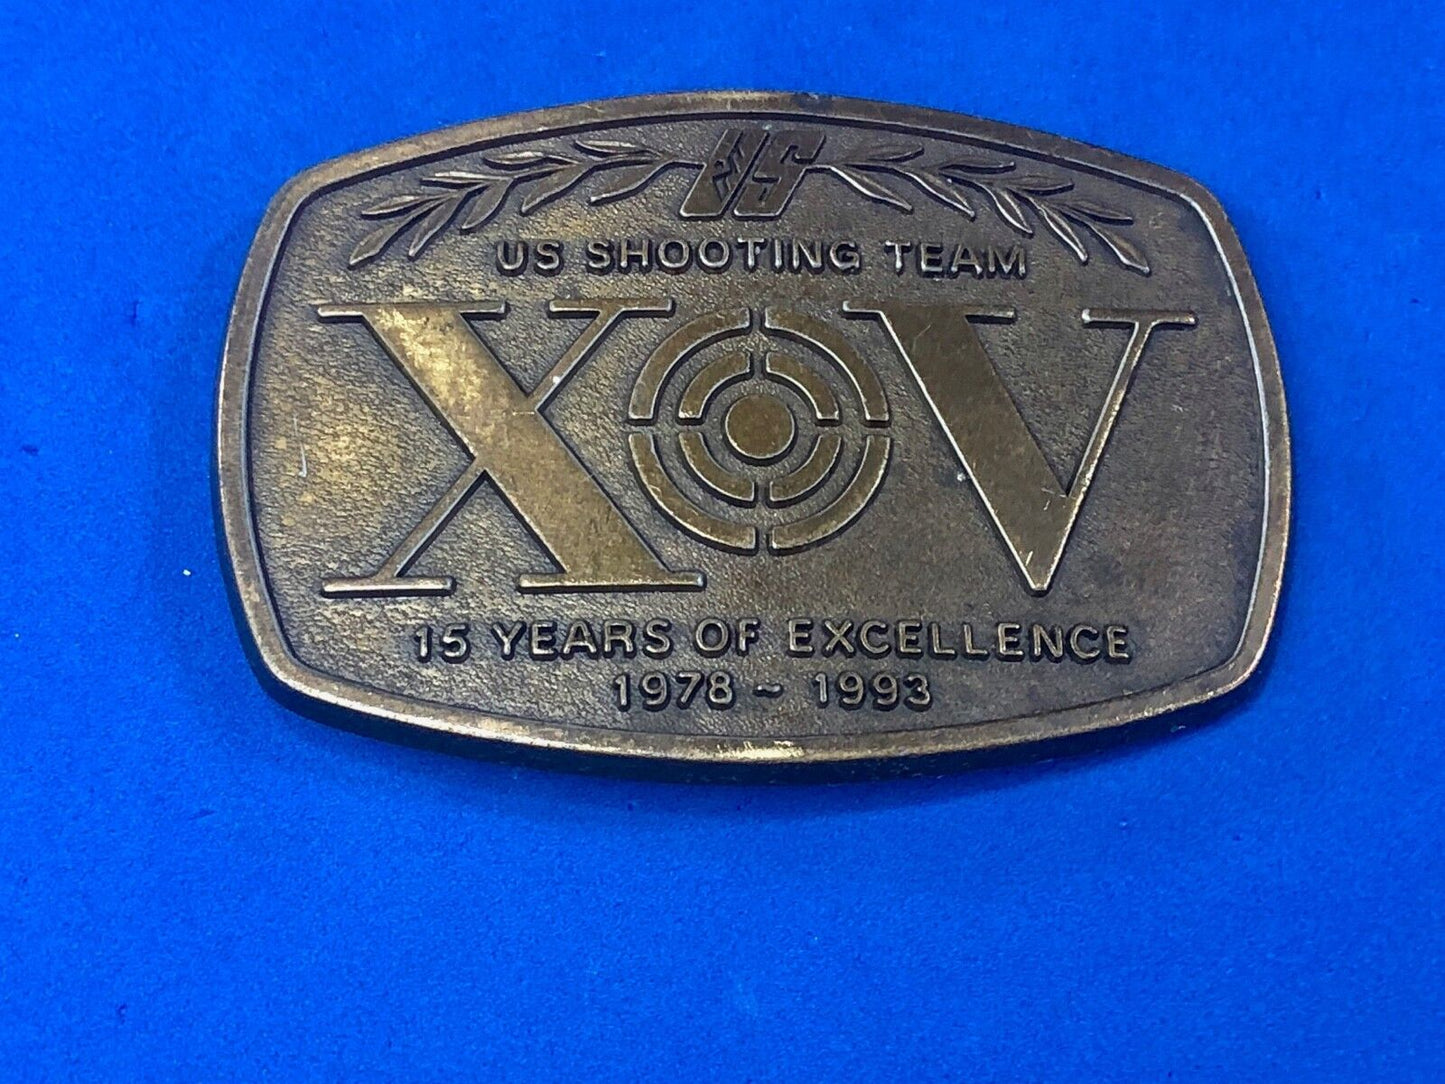 US
US SHOOTING TEAM
XV
15 YEARS OF EXCELLENCE
1978 ~ 1993